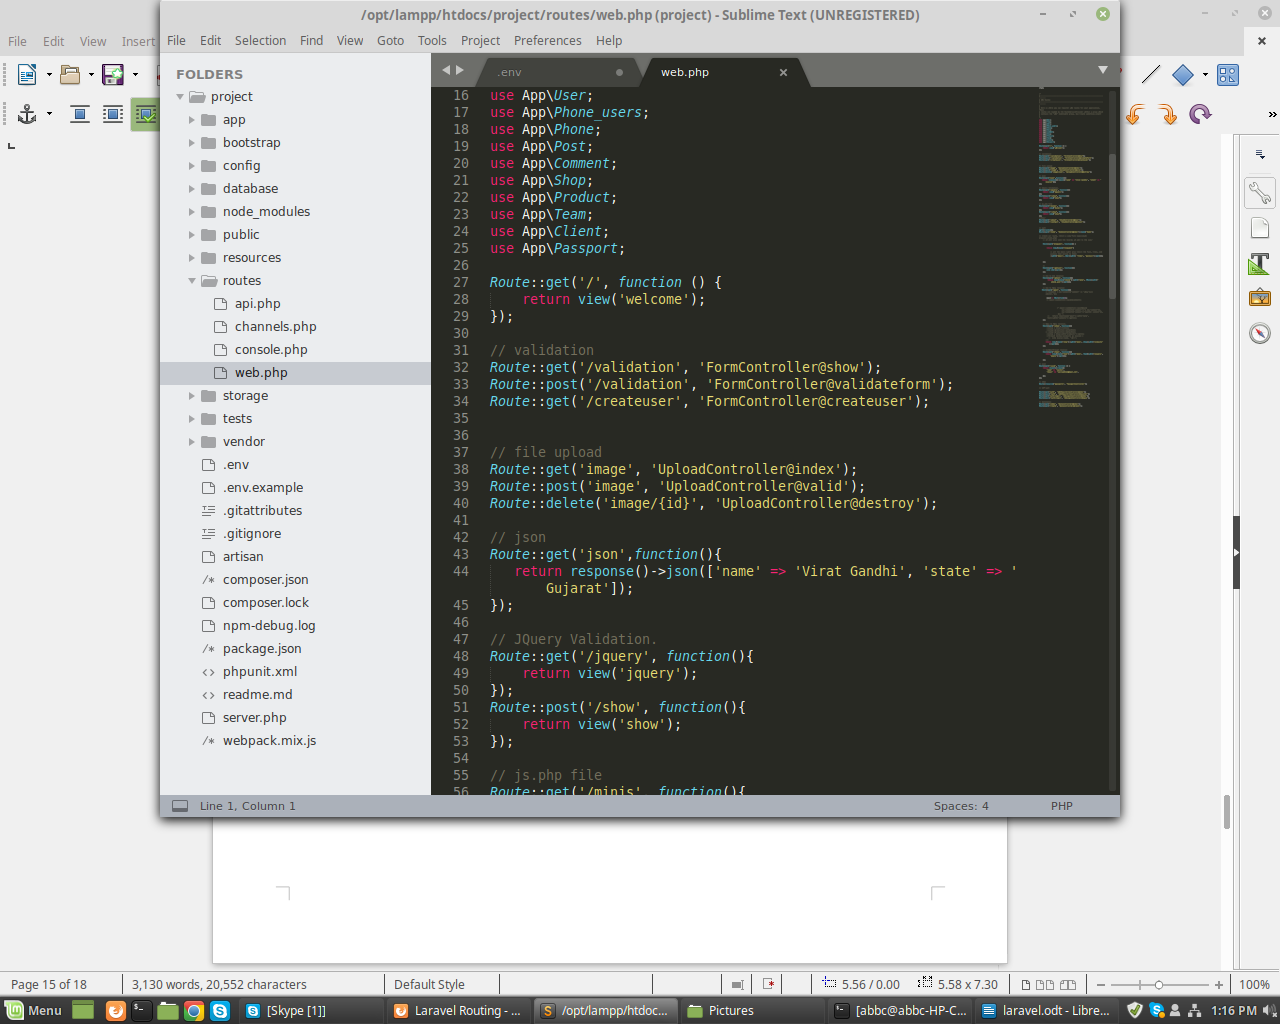 /opt/lampp/htdocs/project/routes/web.php (project) - Sublime Text (UNREGISTERED)
File Edit View Insert
File Edit Selection Find View Goto Tools Project Preferences Help
FOLDERS
project
app
bootstrap
config
database
node_modules
public
resources
routes
api.php
channels.php
console.php
web.php
storage
tests
vendor
.env
.env.example
.gitattributes
.gitignore
artisan
/* composer.json
composer.lock
npm-debug.log
/* package.json
<> phpunit.xml
<> readme.md
server.php
/* webpack.mix.js
.env
web.php
16 use App\User;
17 use App\Phone_users;
18 use App\Phone;
19 use App\Post;
20 use App\Comment;
21 use App\Shop;
22 use App\Product;
23 use App\Team;
24 use App\Client;
25 use App\Passport;
26
27 Route::get('/', function () {
28     return view('welcome');
29 });
30
31 // validation
32 Route::get('/validation', 'FormController@show');
33 Route::post('/validation', 'FormController@validateform');
34 Route::get('/createuser', 'FormController@createuser');
35
36
37 // file upload
38 Route::get('image', 'UploadController@index');
39 Route::post('image', 'UploadController@valid');
40 Route::delete('image/{id}', 'UploadController@destroy');
41
42 // json
43 Route::get('json',function(){
44    return response()->json(['name' => 'Virat Gandhi', 'state' => '
Gujarat']);
45 });
46
47 // JQuery Validation.
48 Route::get('/jquery', function(){
49     return view('jquery');
50 });
51 Route::post('/show', function(){
52     return view('show');
53 });
54
55 // js.php file
56 Route::get('/minis', function(){
Line 1, Column 1 Spaces: 4 PHP
Page 15 of 18 3,130 words, 20,552 characters Default Style 5.56 / 0.00 5.58 x 7.30 100%
Menu [Skype [1]] Laravel Routing - ... /opt/lampp/htdoc... Pictures [abbc@abbc-HP-C... laravel.odt - Libre... 1:16 PM